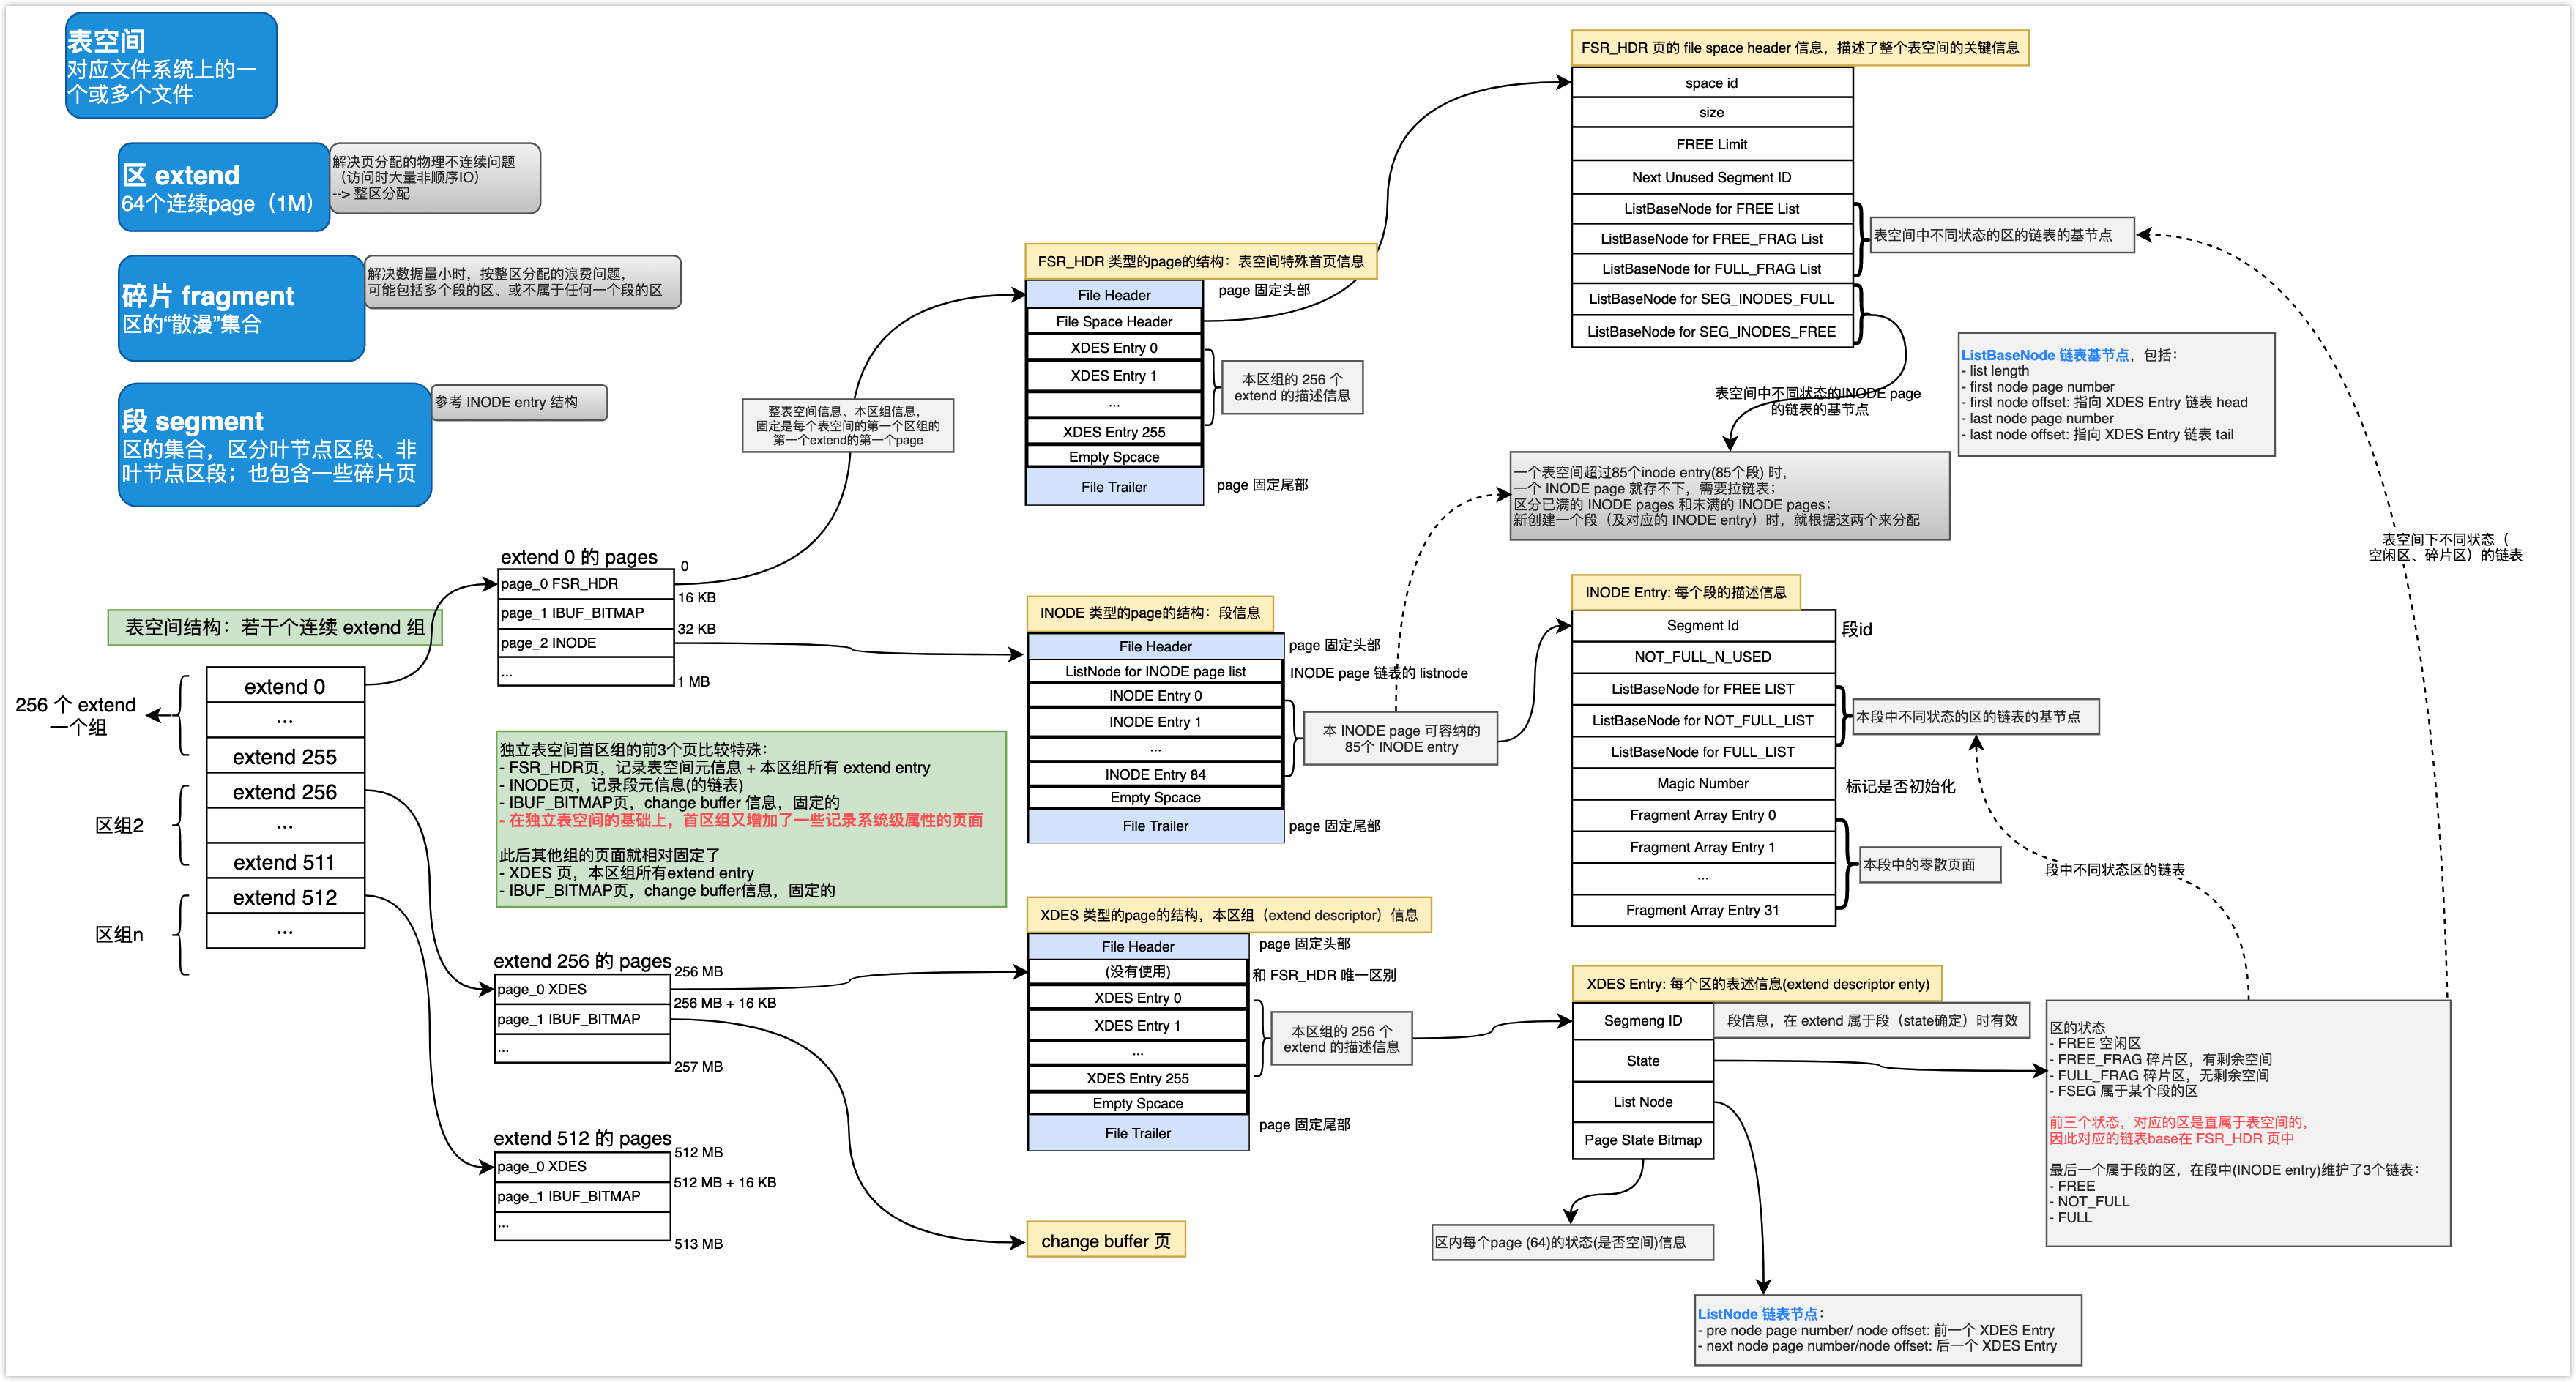 表空间
对应文件系统上的一
个或多个文件
区 extend
64个连续page（1M）
解决页分配的物理不连续问题
（访问时大量非顺序IO）
--> 整区分配
碎片 fragment
区的“散漫”集合
解决数据量小时，按整区分配的浪费问题，
可能包括多个段的区、或不属于任何一个段的区
段 segment
区的集合，区分叶节点区段、非
叶节点区段；也包含一些碎片页
参考 INODE entry 结构
表空间结构：若干个连续 extend 组
256 个 extend
一个组
区组2
区组n
extend 0
...
extend 255
extend 256
...
extend 511
extend 512
...
extend 0 的 pages
page_0 FSR_HDR
page_1 IBUF_BITMAP
page_2 INODE
...
0
16 KB
32 KB
1 MB
独立表空间首区组的前3个页比较特殊：
- FSR_HDR页，记录表空间元信息 + 本区组所有 extend entry
- INODE页，记录段元信息(的链表)
- IBUF_BITMAP页，change buffer 信息，固定的
- 在独立表空间的基础上，首区组又增加了一些记录系统级属性的页面
此后其他组的页面就相对固定了
- XDES 页，本区组所有extend entry
- IBUF_BITMAP页，change buffer信息，固定的
extend 256 的 pages
page_0 XDES
page_1 IBUF_BITMAP
...
256 MB
256 MB + 16 KB
257 MB
extend 512 的 pages
page_0 XDES
page_1 IBUF_BITMAP
...
512 MB
512 MB + 16 KB
513 MB
整表空间信息、本区组信息，
固定是每个表空间的第一个区组的
第一个extend的第一个page
FSR_HDR 类型的page的结构：表空间特殊首页信息
File Header
File Space Header
XDES Entry 0
XDES Entry 1
...
XDES Entry 255
Empty Spcace
File Trailer
page 固定头部
本区组的 256 个
extend 的描述信息
page 固定尾部
INODE 类型的page的结构：段信息
File Header
ListNode for INODE page list
INODE Entry 0
INODE Entry 1
...
INODE Entry 84
Empty Spcace
File Trailer
page 固定头部
INODE page 链表的 listnode
本 INODE page 可容纳的
85个 INODE entry
page 固定尾部
XDES 类型的page的结构，本区组（extend descriptor）信息
File Header
(没有使用)
XDES Entry 0
XDES Entry 1
...
XDES Entry 255
Empty Spcace
File Trailer
page 固定头部
和 FSR_HDR 唯一区别
本区组的 256 个
extend 的描述信息
page 固定尾部
change buffer 页
FSR_HDR 页的 file space header 信息，描述了整个表空间的关键信息
space id
size
FREE Limit
Next Unused Segment ID
ListBaseNode for FREE List
ListBaseNode for FREE_FRAG List
ListBaseNode for FULL_FRAG List
ListBaseNode for SEG_INODES_FULL
ListBaseNode for SEG_INODES_FREE
表空间中不同状态的区的链表的基节点
表空间中不同状态的INODE page
的链表的基节点
ListBaseNode 链表基节点，包括：
- list length
- first node page number
- first node offset: 指向 XDES Entry 链表 head
- last node page number
- last node offset: 指向 XDES Entry 链表 tail
一个表空间超过85个inode entry(85个段) 时，
一个 INODE page 就存不下，需要拉链表；
区分已满的 INODE pages 和未满的 INODE pages；
新创建一个段（及对应的 INODE entry）时，就根据这两个来分配
表空间下不同状态（
空闲区、碎片区）的链表
INODE Entry: 每个段的描述信息
Segment Id
NOT_FULL_N_USED
ListBaseNode for FREE LIST
ListBaseNode for NOT_FULL_LIST
ListBaseNode for FULL_LIST
Magic Number
Fragment Array Entry 0
Fragment Array Entry 1
...
Fragment Array Entry 31
段id
本段中不同状态的区的链表的基节点
标记是否初始化
本段中的零散页面
段中不同状态区的链表
XDES Entry: 每个区的表述信息(extend descriptor enty)
Segmeng ID
State
List Node
Page State Bitmap
段信息，在 extend 属于段（state确定）时有效
区内每个page (64)的状态(是否空间)信息
ListNode 链表节点：
- pre node page number/ node offset: 前一个 XDES Entry
- next node page number/node offset: 后一个 XDES Entry
区的状态
- FREE 空闲区
- FREE_FRAG 碎片区，有剩余空间
- FULL_FRAG 碎片区，无剩余空间
- FSEG 属于某个段的区
前三个状态，对应的区是直属于表空间的，
因此对应的链表base在 FSR_HDR 页中
最后一个属于段的区，在段中(INODE entry)维护了3个链表：
- FREE
- NOT_FULL
- FULL